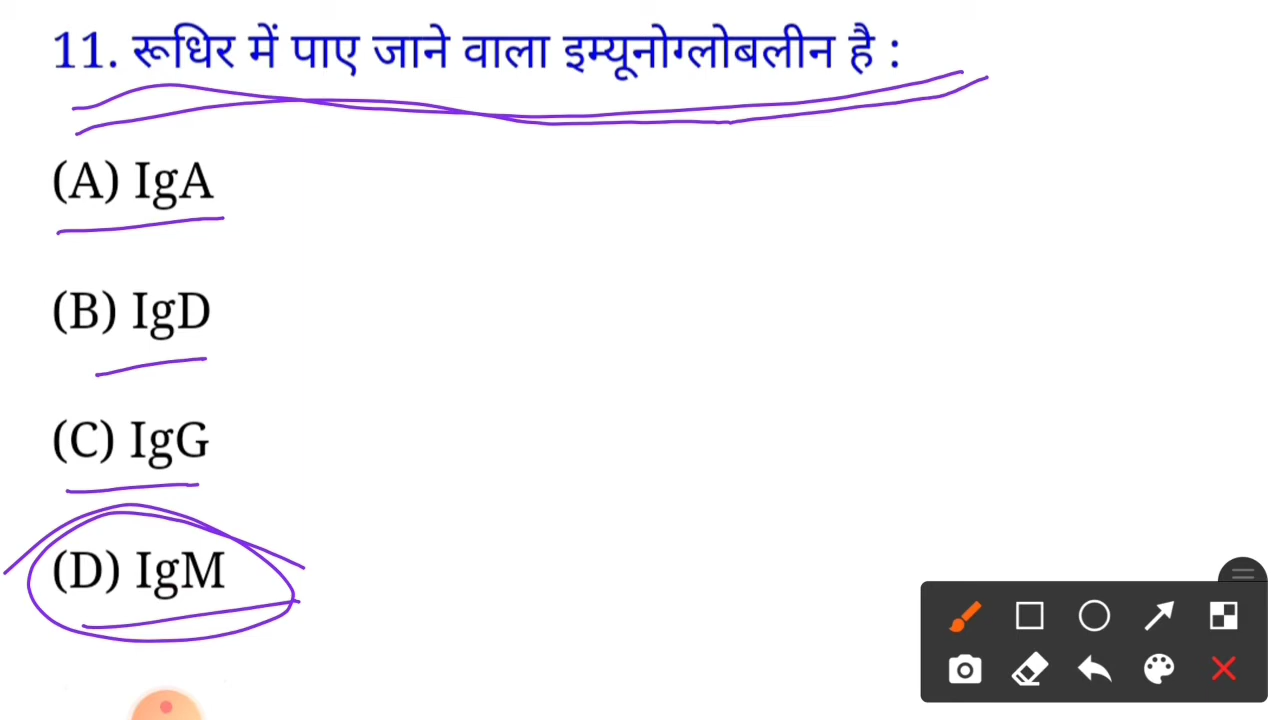 11. रूधिर में पाए जाने वाला इम्यूनोग्लोबलीन है :
(A) IgA
(B) IgD
(C) IgG
(D) IgM